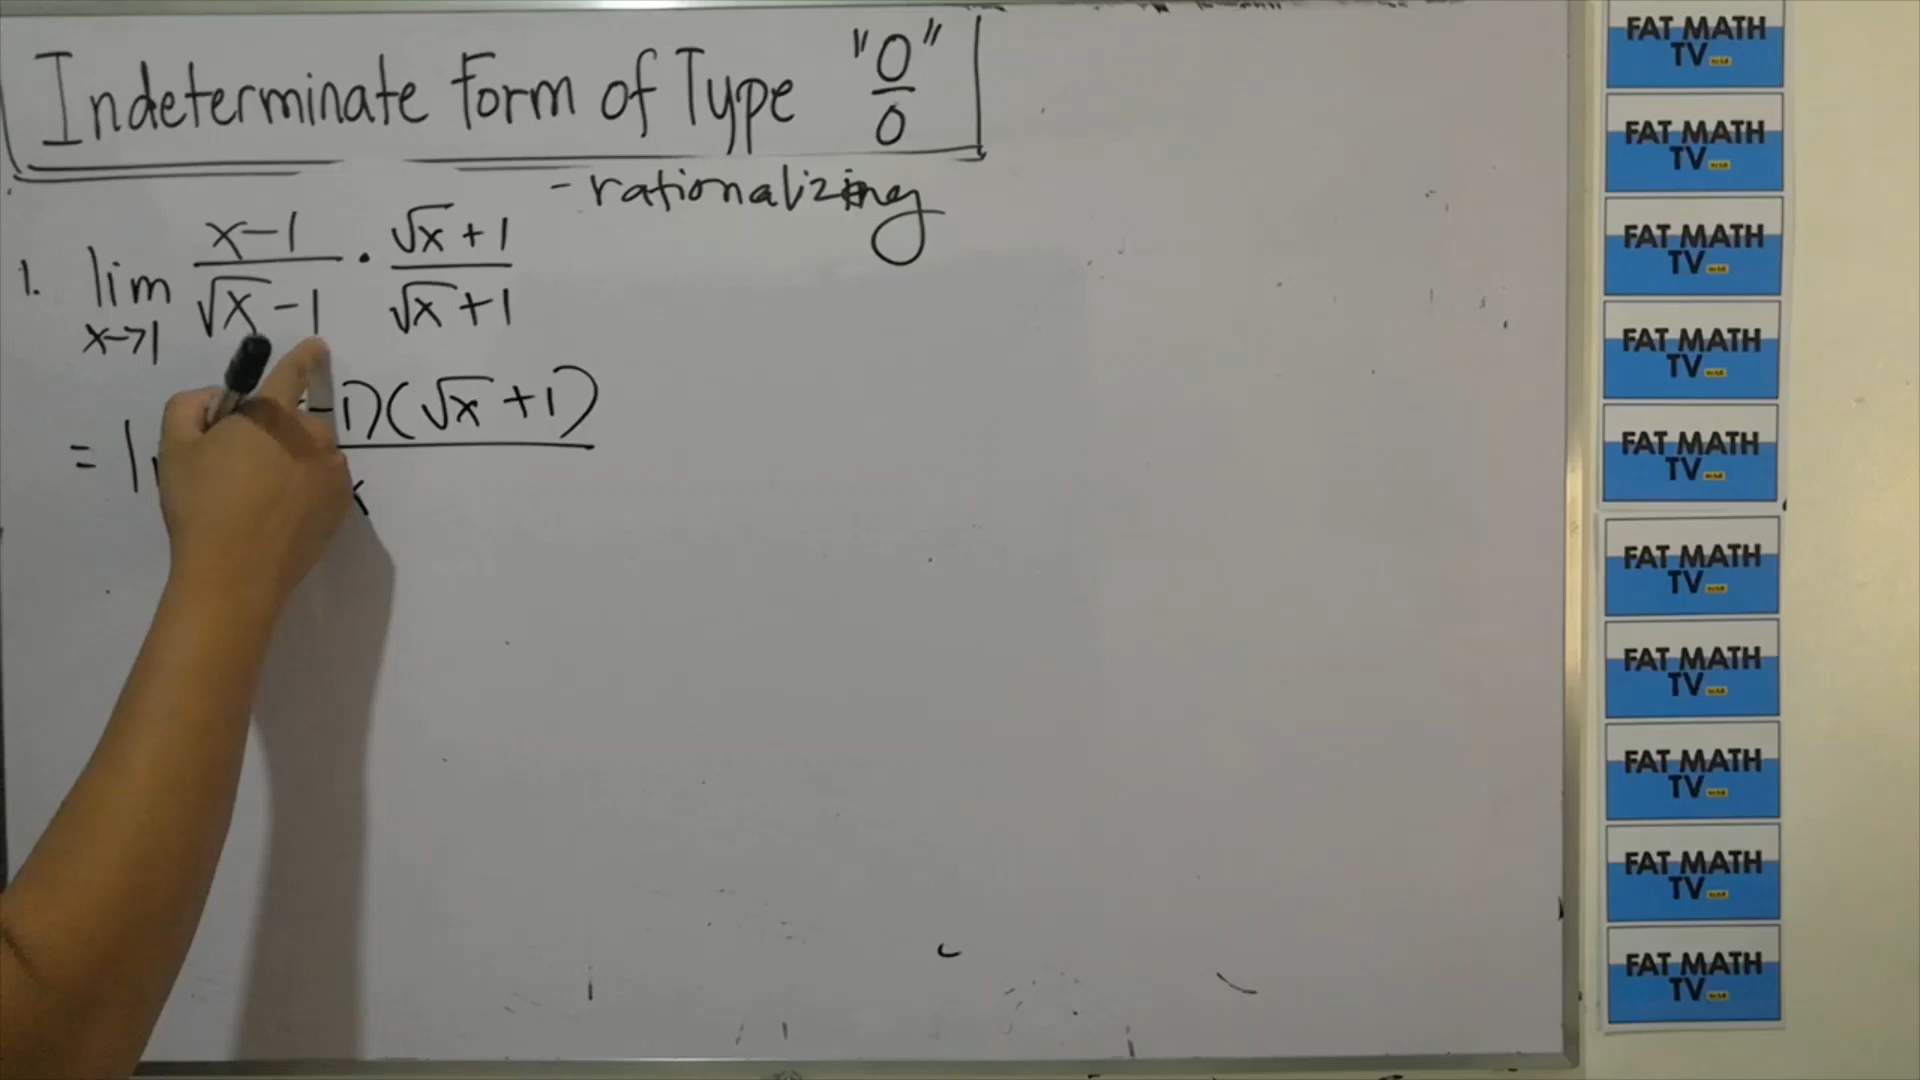 Indeterminate Form of Type "0/0"
- rationalizing
1. lim x→1 x-1/√x-1 · √x+1/√x+1
= -1)(√x+1)
x
FAT MATH
TV
FAT MATH
TV
FAT MATH
TV
FAT MATH
TV
FAT MATH
TV
FAT MATH
TV
FAT MATH
TV
FAT MATH
TV
FAT MATH
TV
FAT MATH
TV